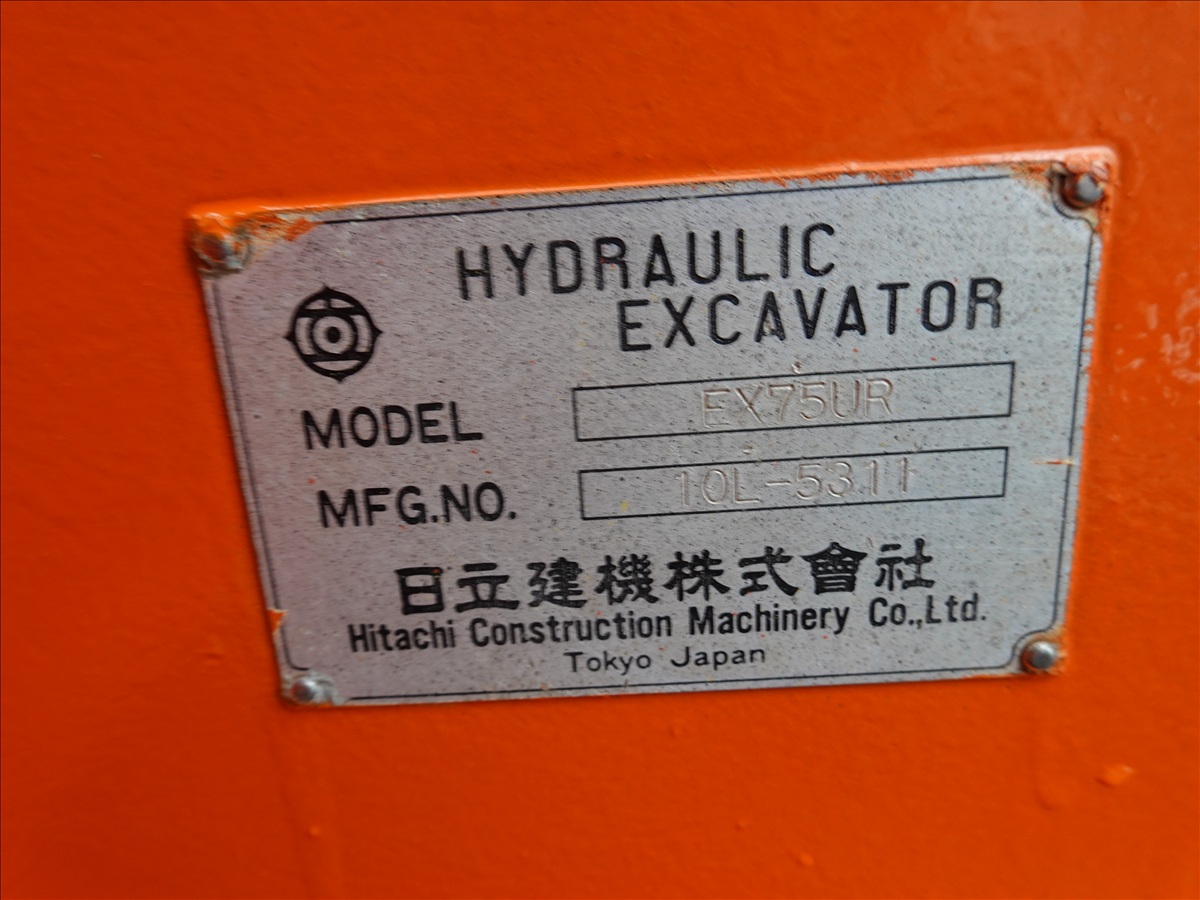 HYDRAULIC
EXCAVATOR
MODEL EX75UR
MFG.NO. 10L-5311
日立建機株式會社
Hitachi Construction Machinery Co.,Ltd.
Tokyo Japan